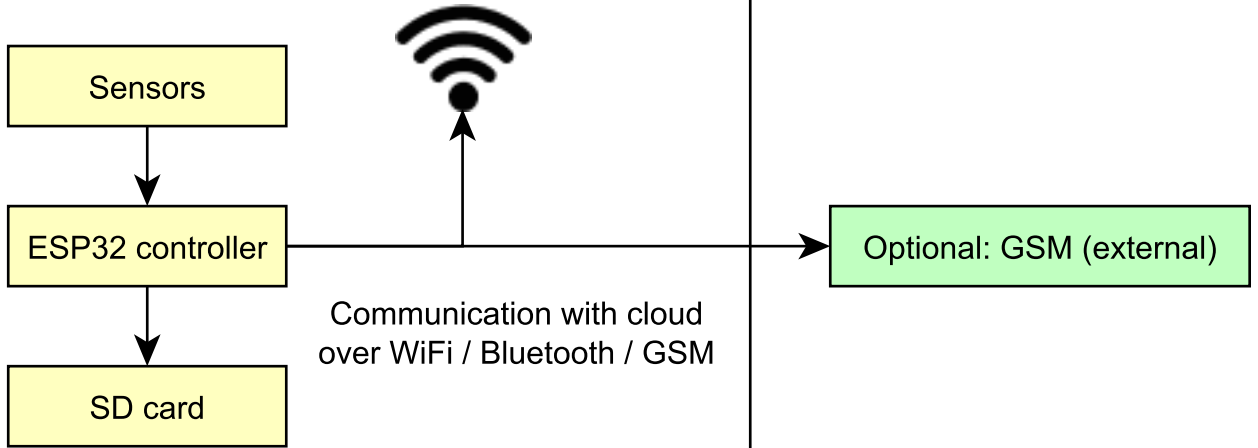 Sensors
ESP32 controller
Optional: GSM (external)
Communication with cloud
over WiFi / Bluetooth / GSM
SD card